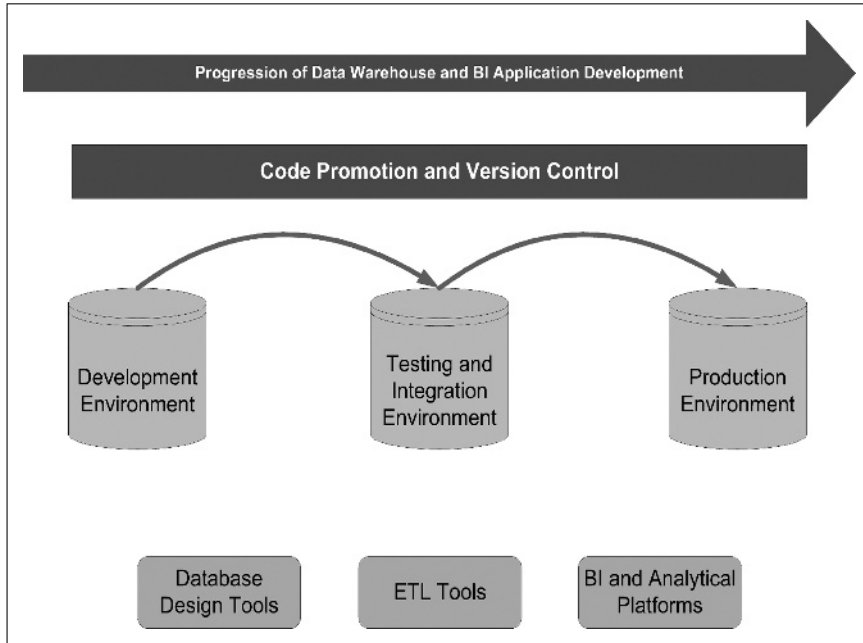 Progression of Data Warehouse and BI Application Development
Code Promotion and Version Control
Development
Environment
Testing and
Integration
Environment
Production
Environment
Database
Design Tools
ETL Tools
BI and Analytical
Platforms